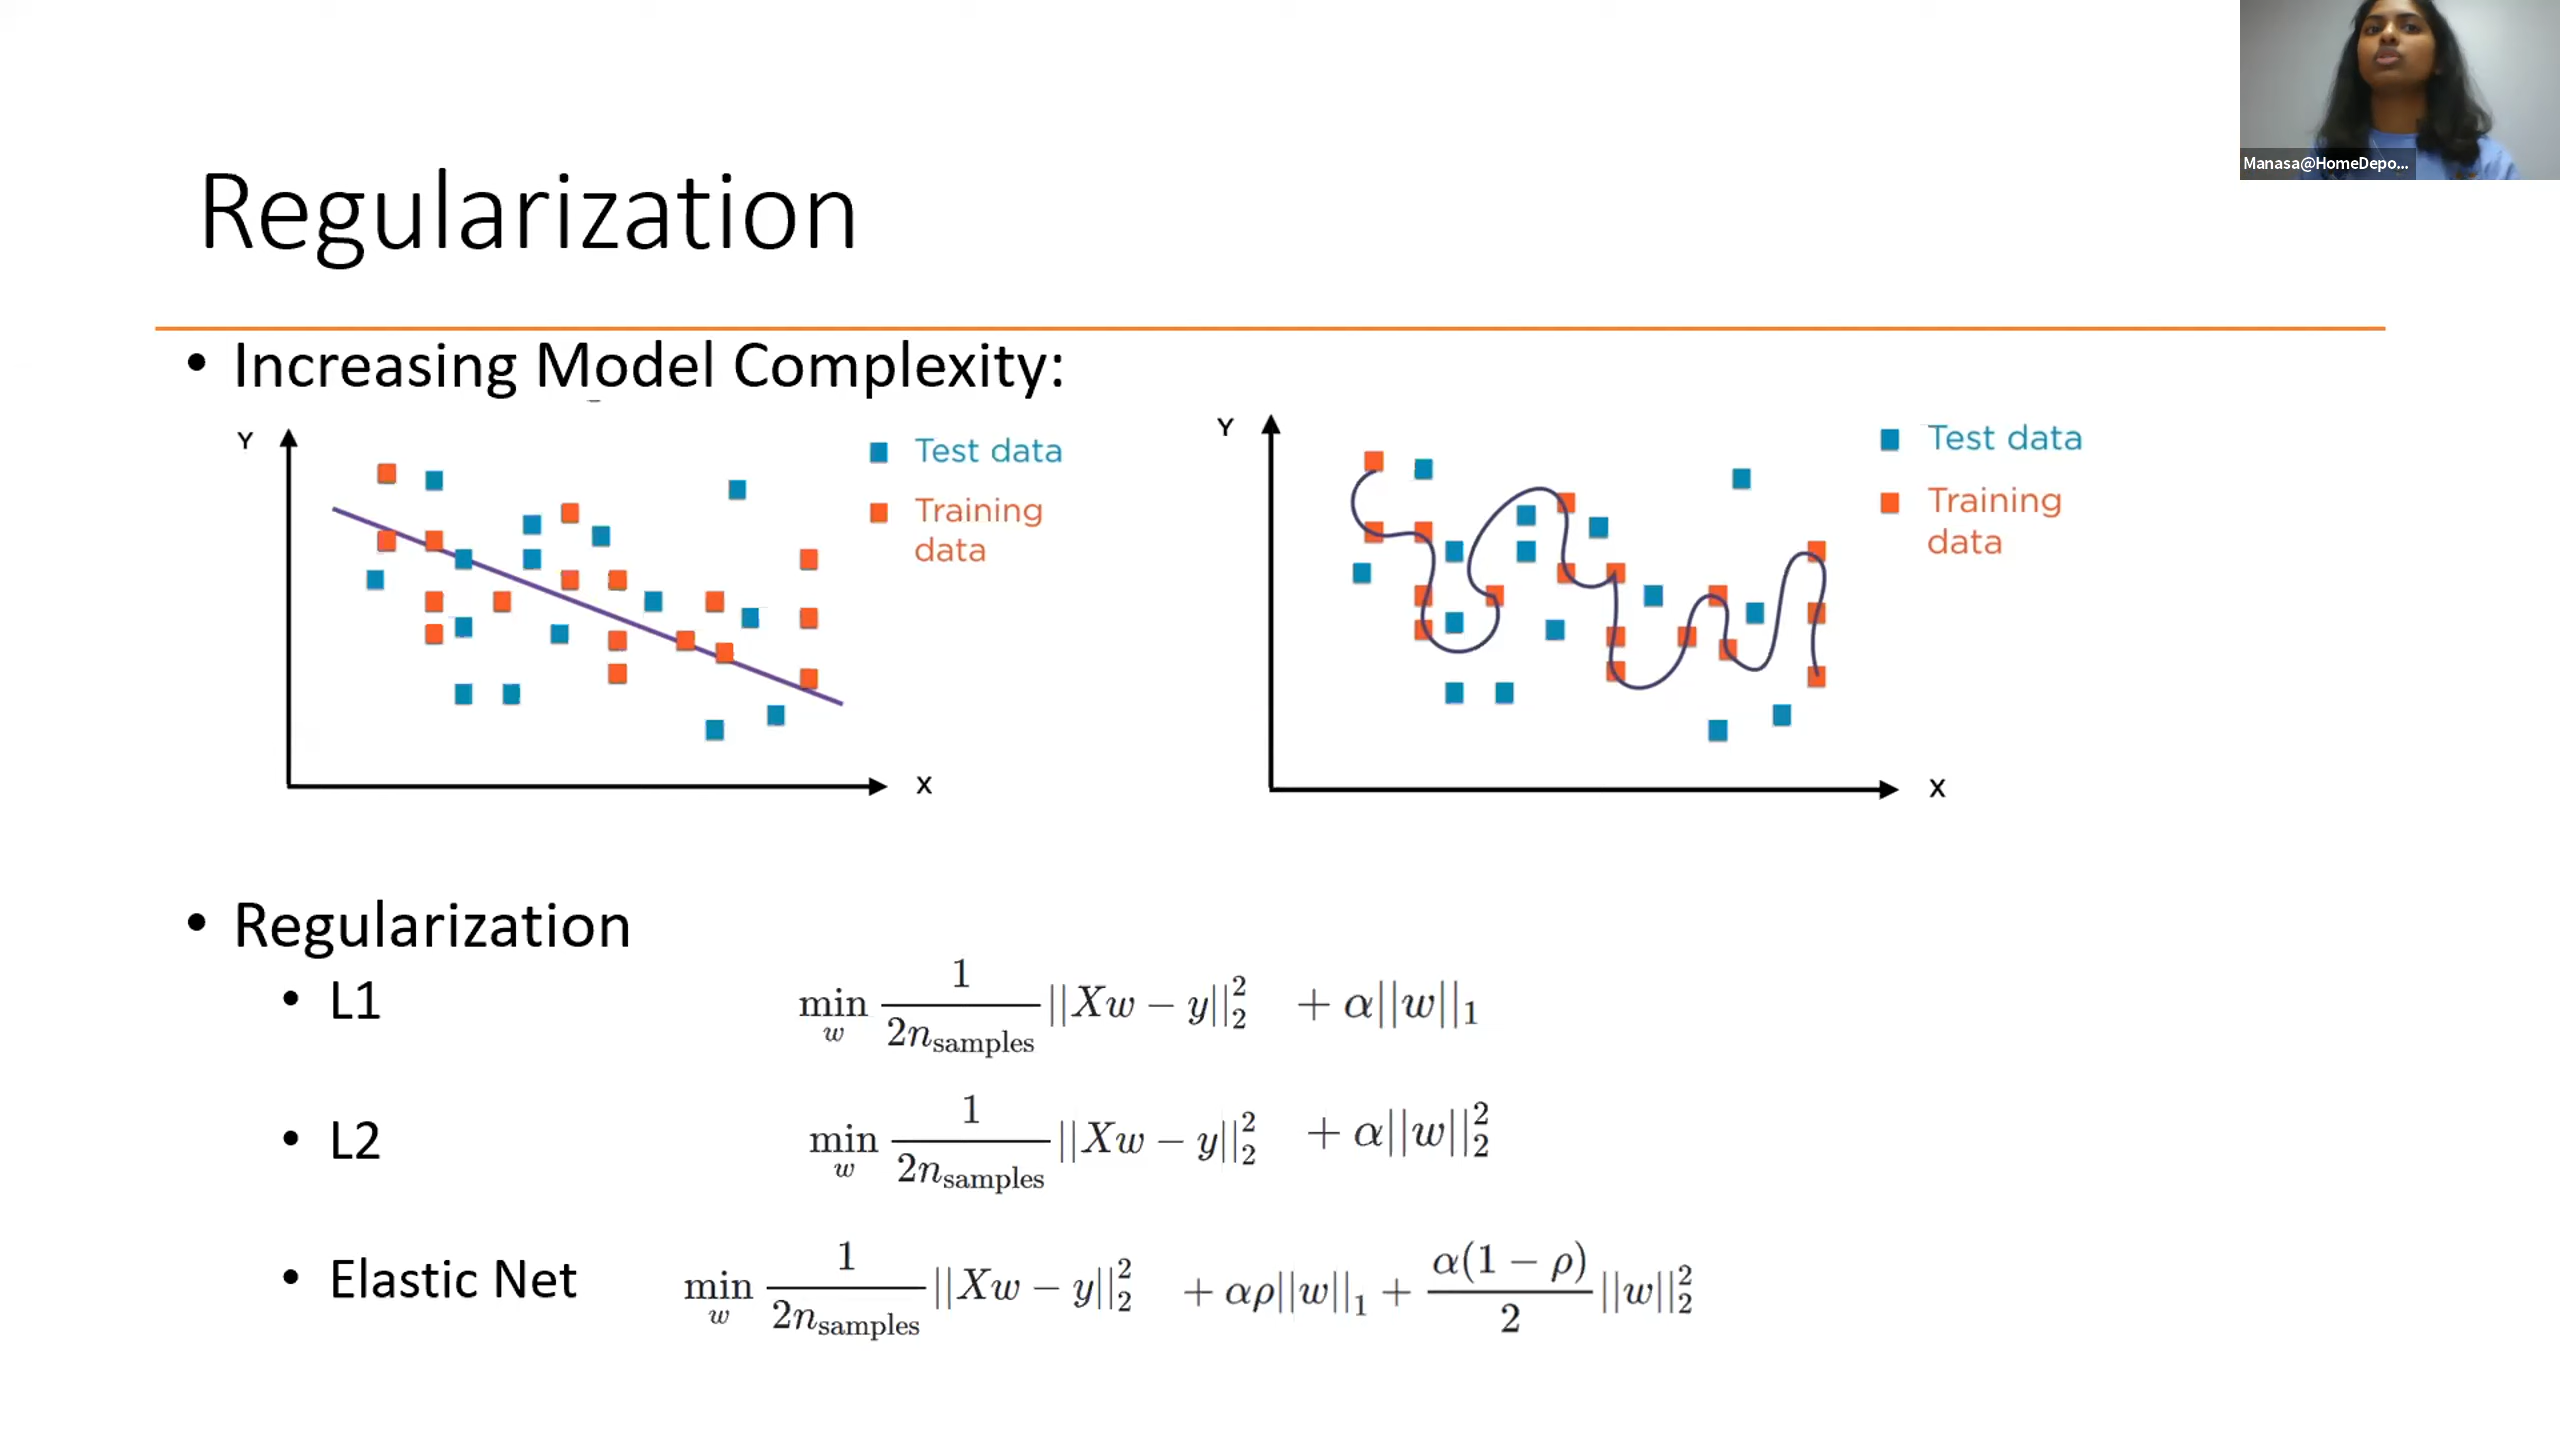 Manasa@HomeDepo...
Regularization
• Increasing Model Complexity:
Y
Test data
Training
data
X
Y
Test data
Training
data
X
• Regularization
• L1
min_w 1/(2n_samples) ||Xw − y||_2^2 + α||w||_1
• L2
min_w 1/(2n_samples) ||Xw − y||_2^2 + α||w||_2^2
• Elastic Net
min_w 1/(2n_samples) ||Xw − y||_2^2 + αρ||w||_1 + α(1 − ρ)/2 ||w||_2^2